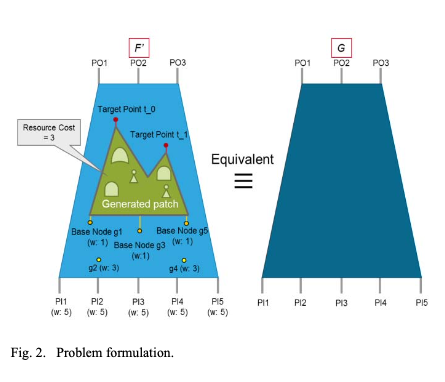 F'
G
PO1 PO2 PO3
PO1 PO2 PO3
Target Point t_0
Resource Cost
= 3
Target Point t_1
Equivalent
≡
Generated patch
Base Node g1
(w: 1)
Base Node g3
(w:1)
Base Node g5
(w: 1)
g2 (w: 3)
g4 (w: 3)
PI1 PI2 PI3 PI4 PI5
(w: 5) (w: 5) (w: 5) (w: 5) (w: 5)
PI1 PI2 PI3 PI4 PI5
Fig. 2. Problem formulation.